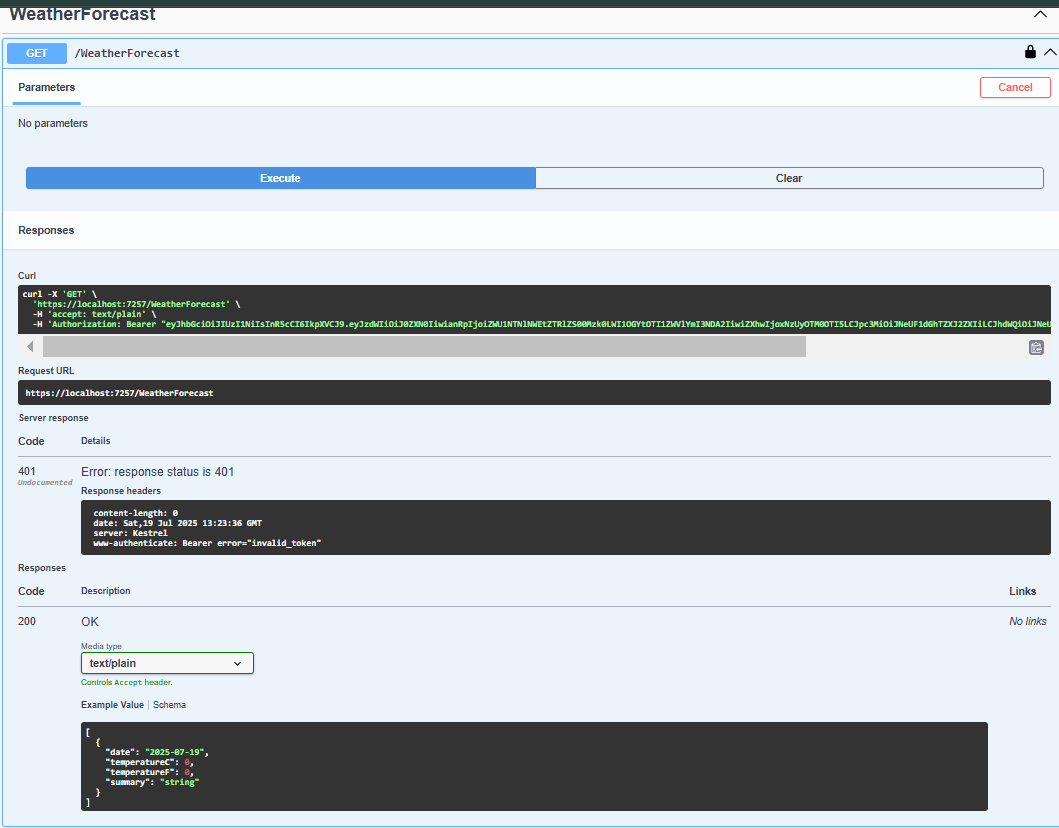 WeatherForecast
GET /WeatherForecast
Parameters
Cancel
No parameters
Execute
Clear
Responses
Curl
curl -X 'GET' \
'https://localhost:7257/WeatherForecast' \
-H 'accept: text/plain' \
-H 'Authorization: Bearer
Request URL
https://localhost:7257/WeatherForecast
Server response
Code Details
401 Error: response status is 401
Undocumented
Response headers
content-length: 0
date: Sat,19 Jul 2025 13:23:36 GMT
server: Kestrel
www-authenticate: Bearer error="invalid_token"
Responses
Code Description Links
200 OK No links
Media type
text/plain
Controls Accept header.
Example Value | Schema
[
{
"date": "2025-07-19",
"temperatureC": 0,
"temperatureF": 0,
"summary": "string"
}
]